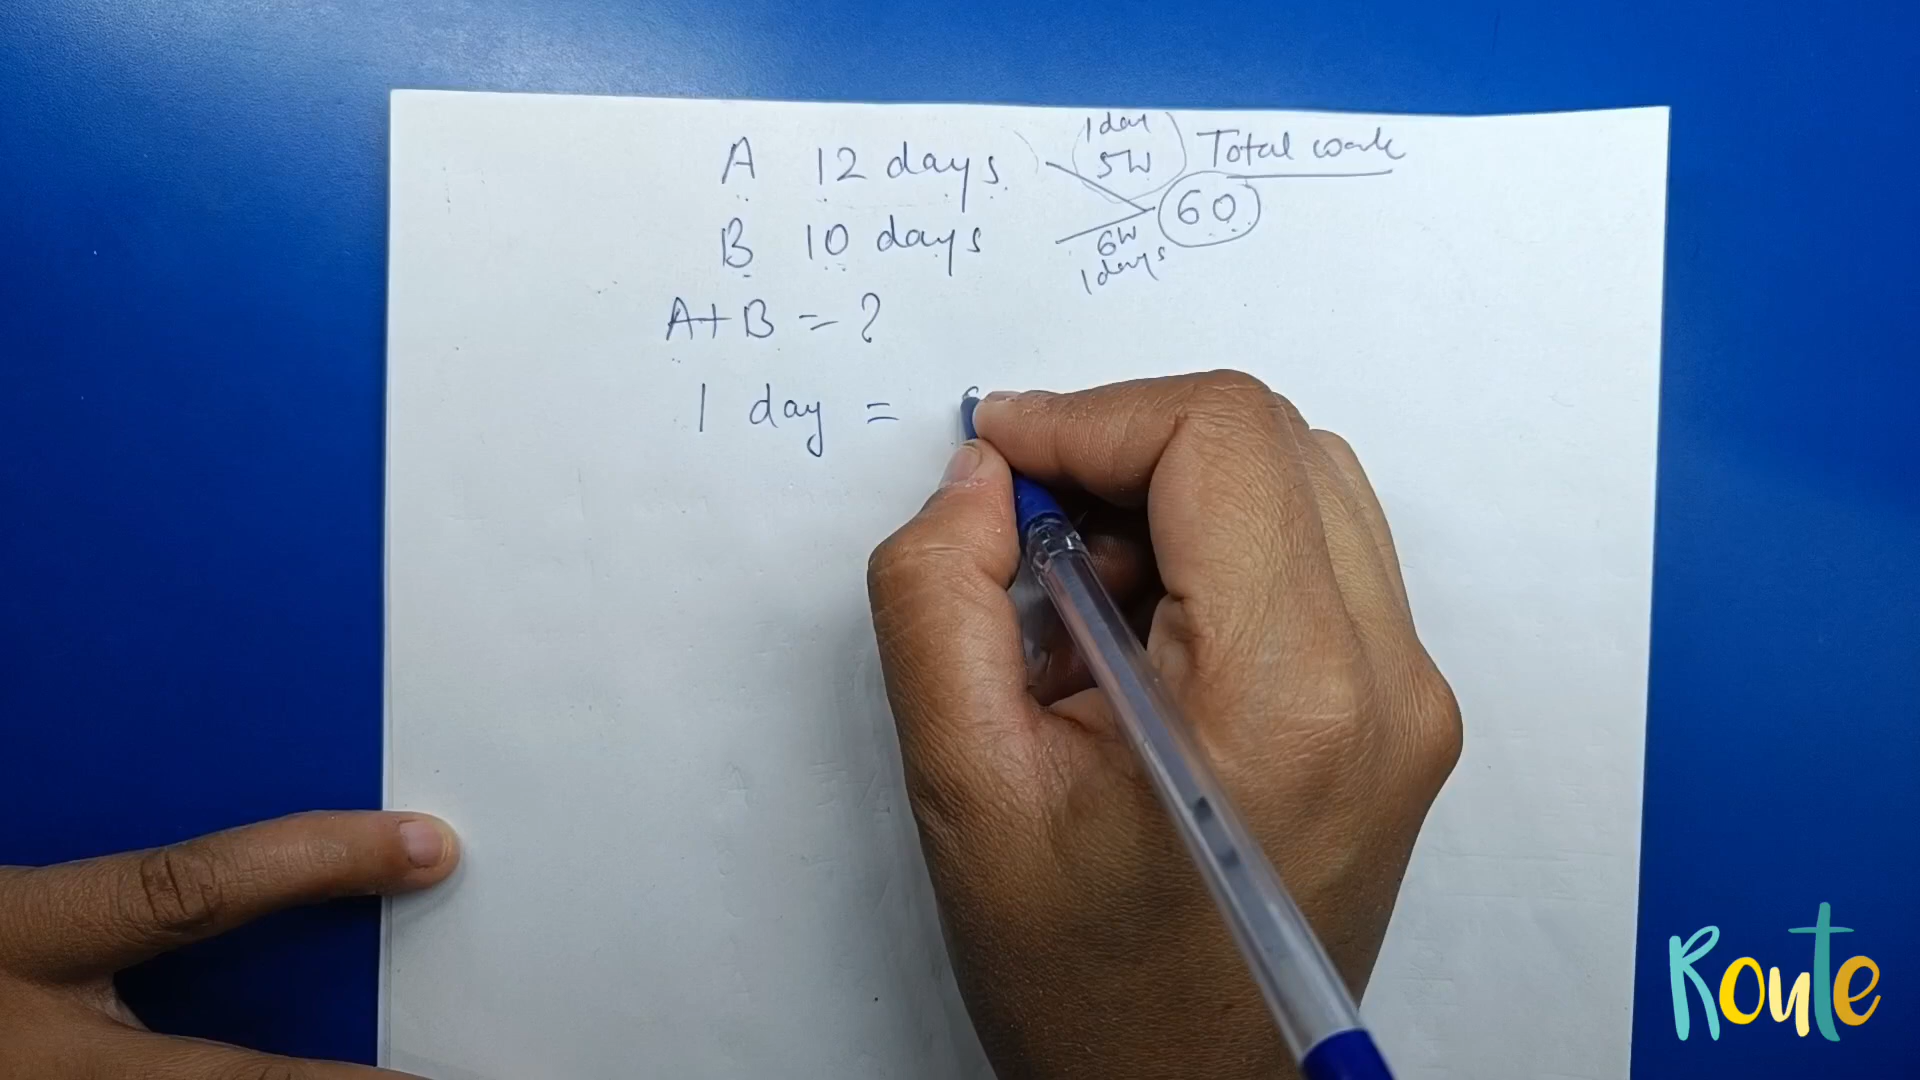 A 12 days
1 day
5W
Total work
B 10 days
60
6W
1 days
A+B = ?
1 day =
Route